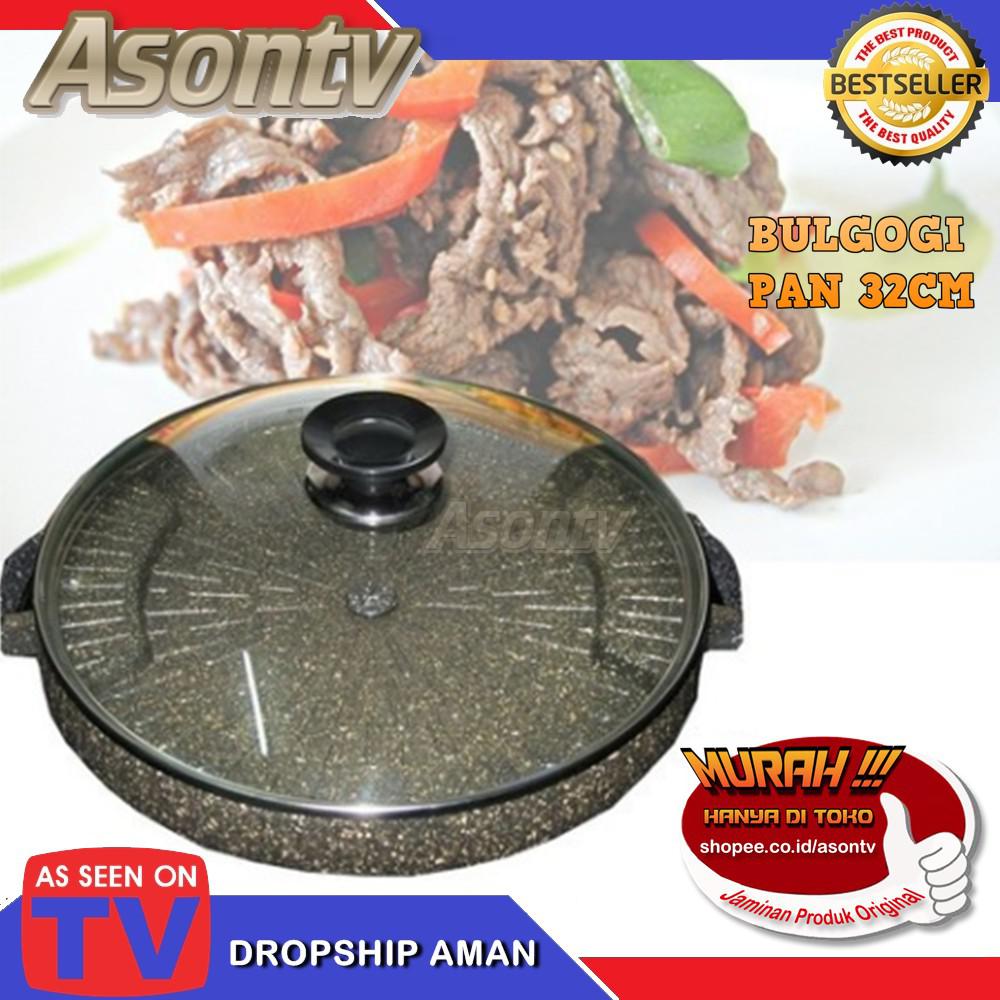 Asontv
THE BEST PRODUCT
BESTSELLER
THE BEST QUALITY
BULGOGI
PAN 32CM
Asontv
MURAH !!!
HANYA DI TOKO
shopee.co.id/asontv
Jaminan Produk Original
AS SEEN ON
TV
DROPSHIP AMAN